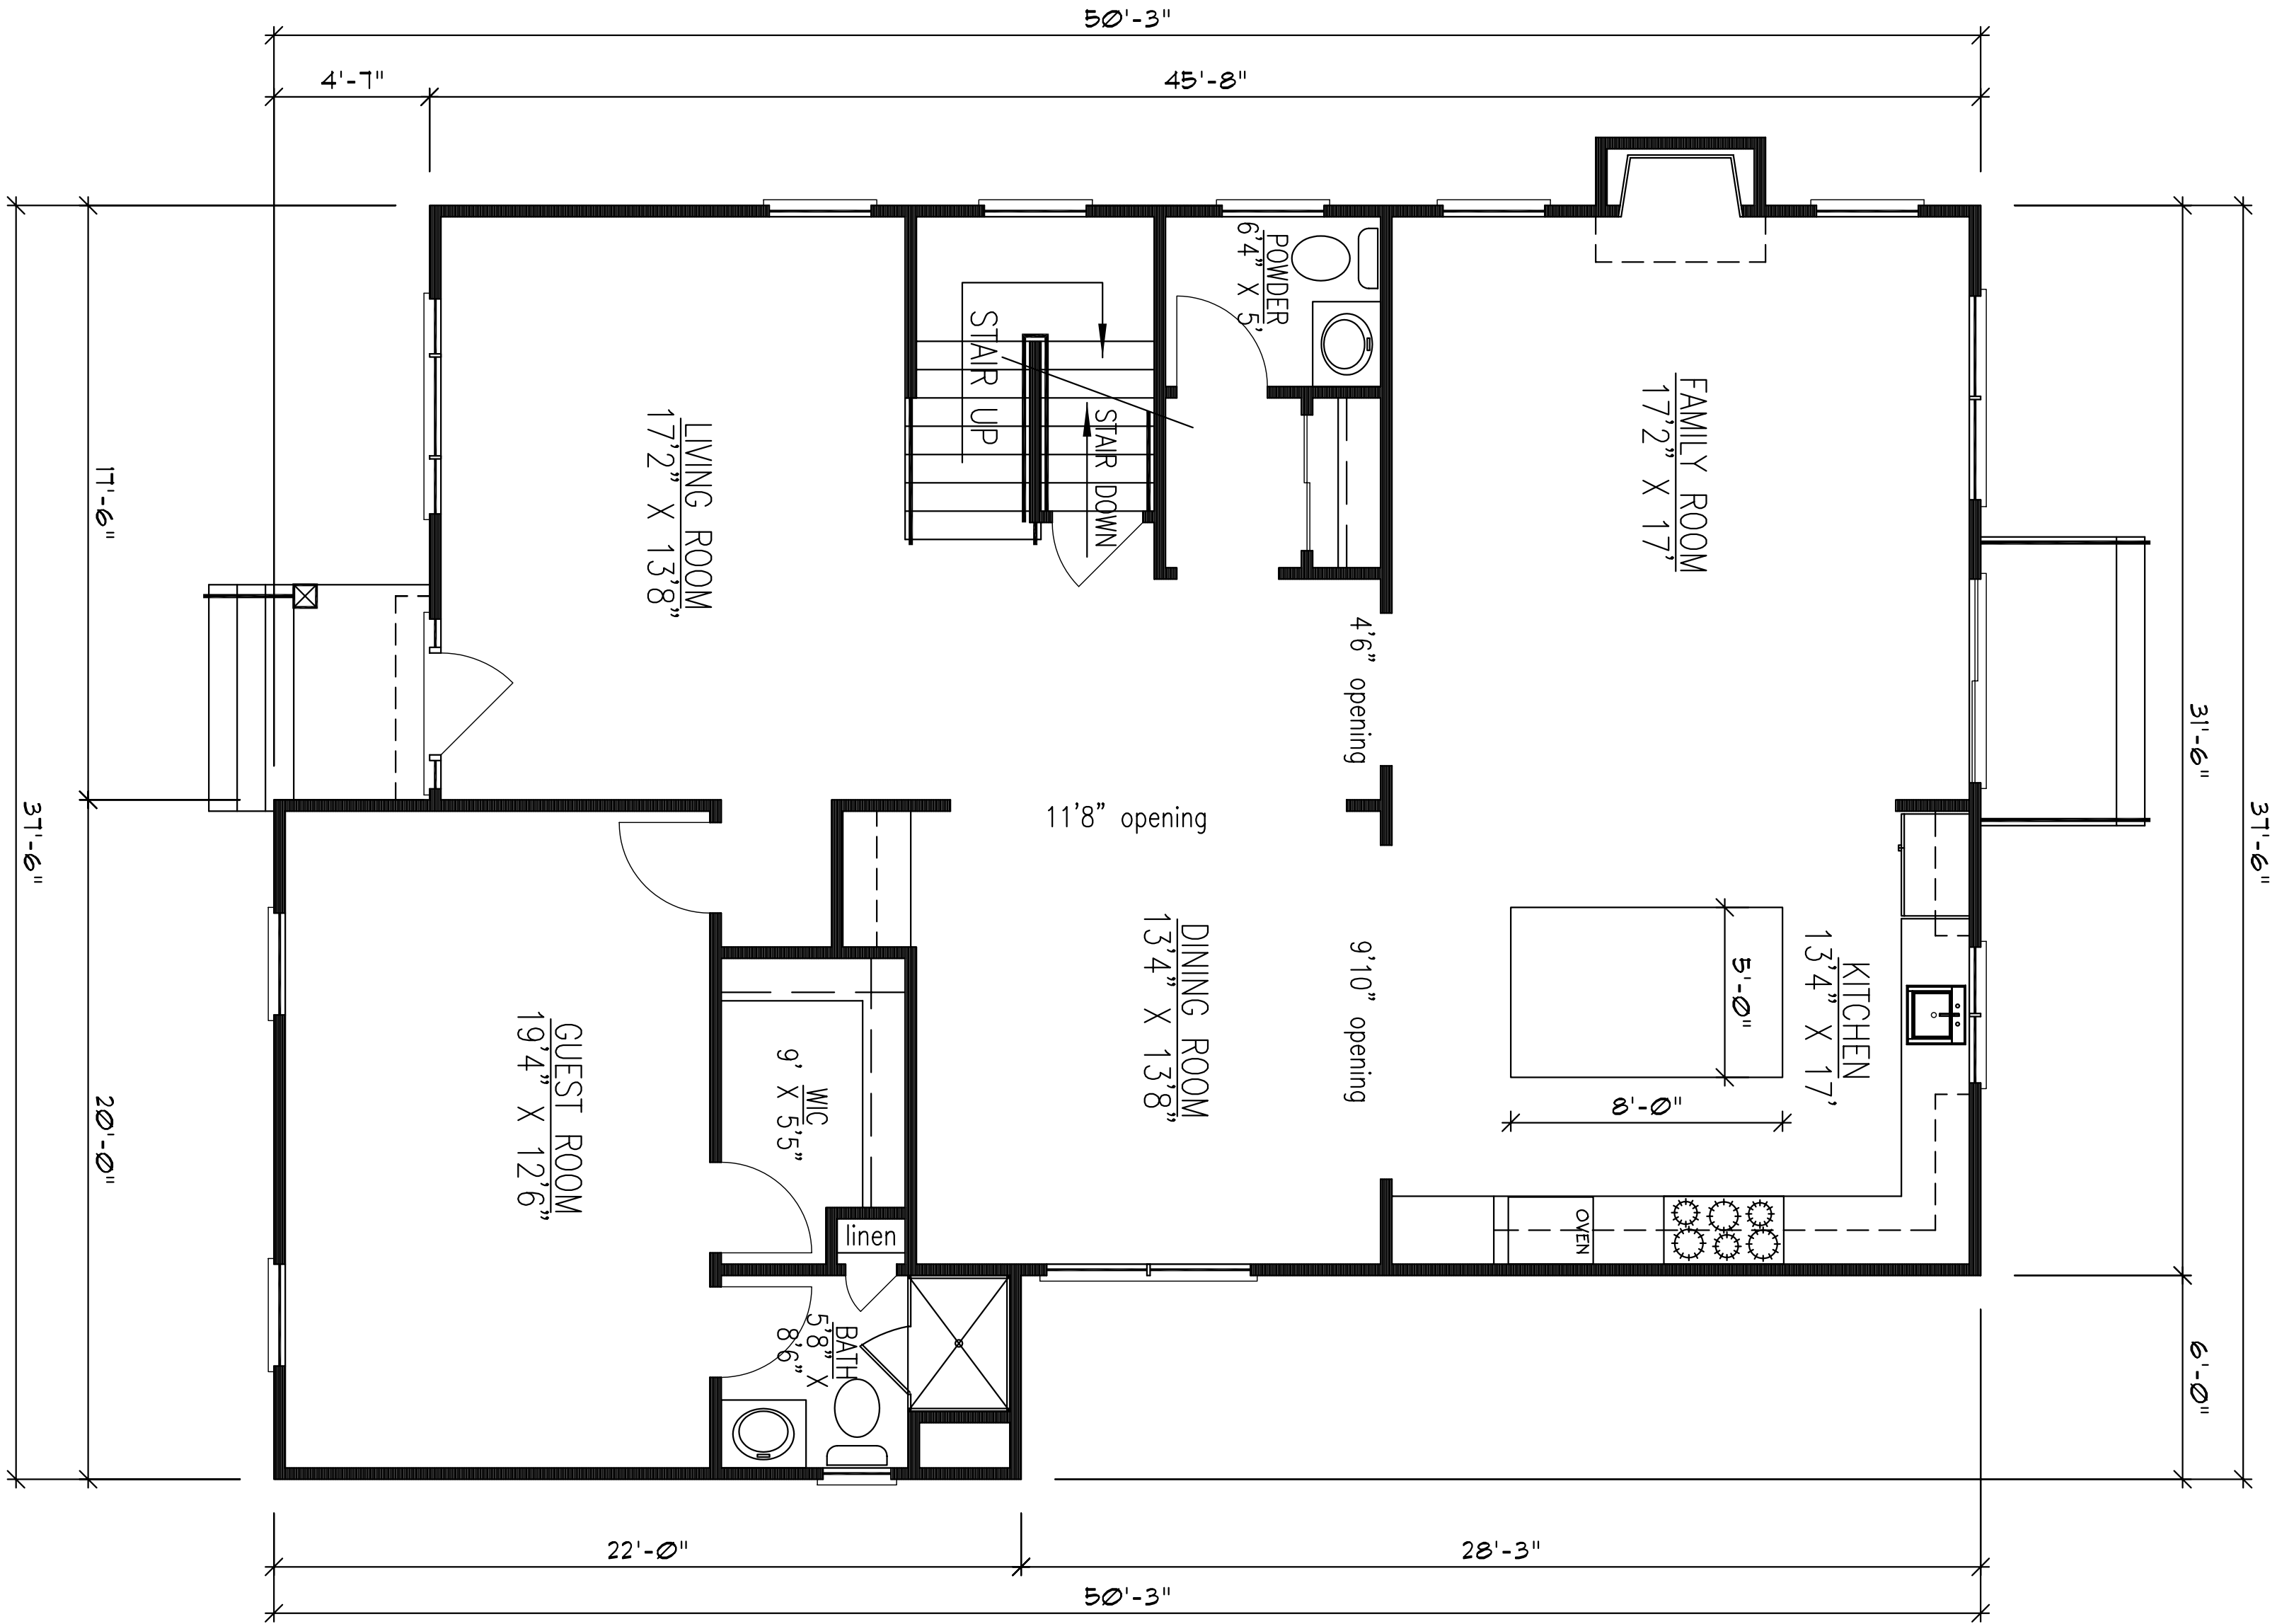 50'-3"
4'-7"
45'-8"
POWDER
6'4" X 5'
FAMILY ROOM
17'2" X 17'
STAIR UP
STAIR DOWN
LIVING ROOM
17'2" X 13'8"
17'-6"
37'-6"
31'-6"
37'-6"
4'6" opening
11'8" opening
9'10" opening
DINING ROOM
13'4" X 13'8"
KITCHEN
13'4" X 17'
5'-0"
8'-0"
OVEN
GUEST ROOM
19'4" X 12'6"
WIC
9' X 5'5"
linen
BATH
5'8" X
8'6"
20'-0"
6'-0"
22'-0"
28'-3"
50'-3"